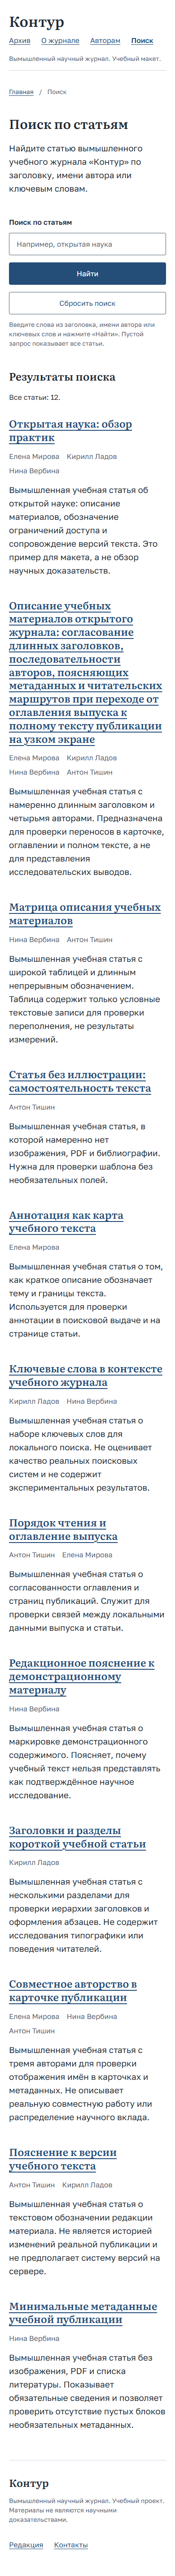 Контур
Архив О журнале Авторам Поиск
Вымышленный научный журнал. Учебный макет.
Главная / Поиск
Поиск по статьям
Найдите статью вымышленного
учебного журнала «Контур» по
заголовку, имени автора или
ключевым словам.
Поиск по статьям
Например, открытая наука
Найти
Сбросить поиск
Введите слова из заголовка, имени автора или
ключевых слов и нажмите «Найти». Пустой
запрос показывает все статьи.
Результаты поиска
Все статьи: 12.
Открытая наука: обзор
практик
Елена Мирова Кирилл Ладов
Нина Вербина
Вымышленная учебная статья об
открытой науке: описание
материалов, обозначение
ограничений доступа и
сопровождение версий текста. Это
пример для макета, а не обзор
научных доказательств.
Описание учебных
материалов открытого
журнала: согласование
длинных заголовков,
последовательности
авторов, поясняющих
метаданных и читательских
маршрутов при переходе от
оглавления выпуска к
полному тексту публикации
на узком экране
Елена Мирова Кирилл Ладов
Нина Вербина Антон Тишин
Вымышленная учебная статья с
намеренно длинным заголовком и
четырьмя авторами. Предназначена
для проверки переносов в карточке,
оглавлении и полном тексте, а не
для представления
исследовательских выводов.
Матрица описания учебных
материалов
Нина Вербина Антон Тишин
Вымышленная учебная статья с
широкой таблицей и длинным
непрерывным обозначением.
Таблица содержит только условные
текстовые записи для проверки
переполнения, не результаты
измерений.
Статья без иллюстрации:
самостоятельность текста
Антон Тишин
Вымышленная учебная статья, в
которой намеренно нет
изображения, PDF и библиографии.
Нужна для проверки шаблона без
необязательных полей.
Аннотация как карта
учебного текста
Елена Мирова
Вымышленная учебная статья о том,
как краткое описание обозначает
тему и границы текста.
Используется для проверки
аннотации в поисковой выдаче и на
странице статьи.
Ключевые слова в контексте
учебного журнала
Кирилл Ладов Нина Вербина
Вымышленная учебная статья о
наборе ключевых слов для
локального поиска. Не оценивает
качество реальных поисковых
систем и не содержит
экспериментальных результатов.
Порядок чтения и
оглавление выпуска
Антон Тишин Елена Мирова
Вымышленная учебная статья о
согласованности оглавления и
страниц публикаций. Служит для
проверки связей между локальными
данными выпуска и статьи.
Редакционное пояснение к
демонстрационному
материалу
Нина Вербина
Вымышленная учебная статья о
маркировке демонстрационного
содержимого. Поясняет, почему
учебный текст нельзя представлять
как подтверждённое научное
исследование.
Заголовки и разделы
короткой учебной статьи
Кирилл Ладов
Вымышленная учебная статья с
несколькими разделами для
проверки иерархии заголовков и
оформления абзацев. Не содержит
исследования типографики или
поведения читателей.
Совместное авторство в
карточке публикации
Елена Мирова Нина Вербина
Антон Тишин
Вымышленная учебная статья с
тремя авторами для проверки
отображения имён в карточках и
метаданных. Не описывает
реальную совместную работу или
распределение научного вклада.
Пояснение к версии
учебного текста
Антон Тишин Кирилл Ладов
Вымышленная учебная статья о
текстовом обозначении редакции
материала. Не является историей
изменений реальной публикации и
не предполагает систему версий на
сервере.
Минимальные метаданные
учебной публикации
Нина Вербина
Вымышленная учебная статья без
изображения, PDF и списка
литературы. Показывает
обязательные сведения и позволяет
проверить отсутствие пустых блоков
необязательных метаданных.
Контур
Вымышленный научный журнал. Учебный проект.
Материалы не являются научными
доказательствами.
Редакция Контакты